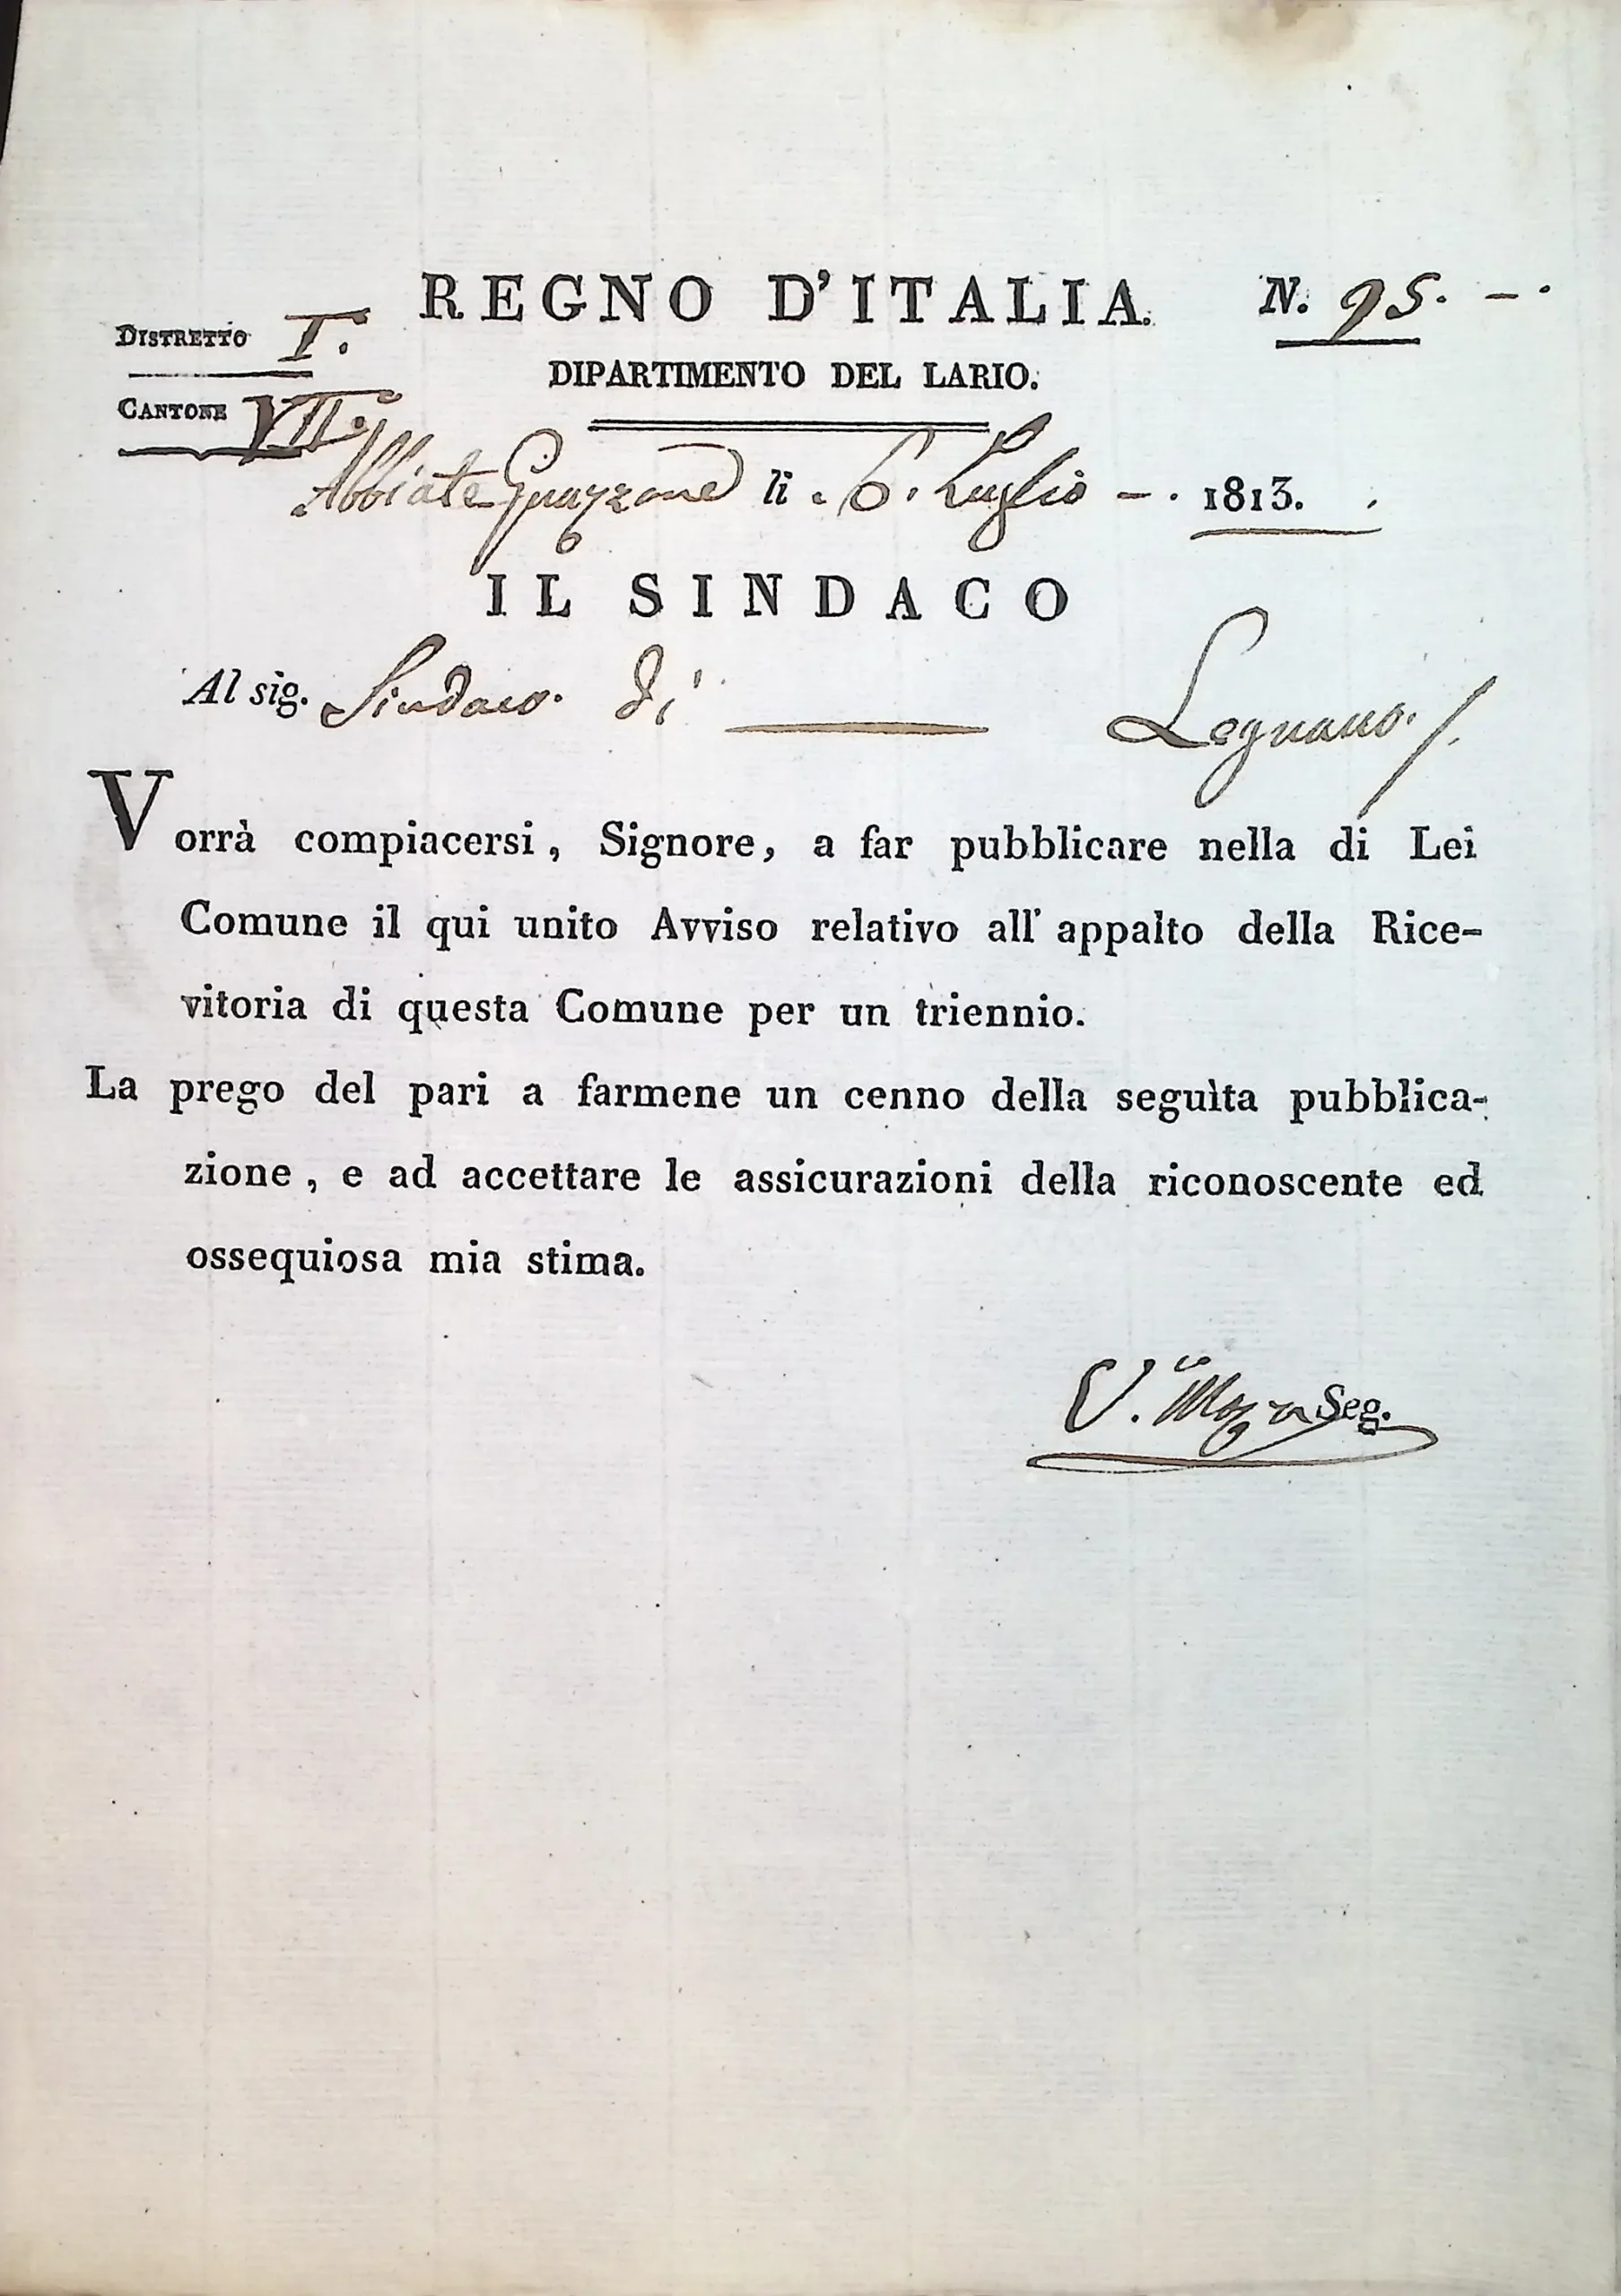 REGNO D'ITALIA.
N. 95. -.
DISTRETTO I.
DIPARTIMENTO DEL LARIO.
CANTONE VII.
Abbiate Guazzone li 6. Luglio - . 1813.
IL SINDACO
Al sig. Sindaco di Legnano.
Vorrà compiacersi, Signore, a far pubblicare nella di Lei
Comune il qui unito Avviso relativo all' appalto della Rice-
vitoria di questa Comune per un triennio.
La prego del pari a farmene un cenno della seguìta pubblica-
zione, e ad accettare le assicurazioni della riconoscente ed
ossequiosa mia stima.
V. Seg.